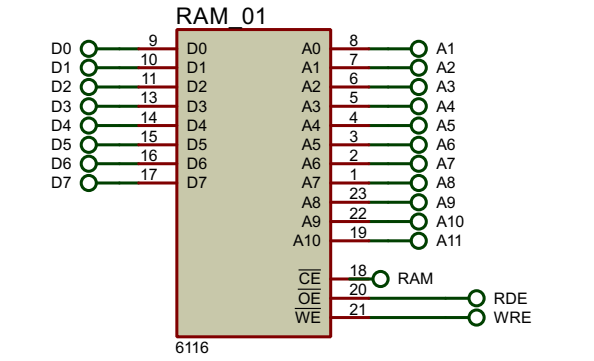 RAM_01
D0 9 D0 A0 8 A1
D1 10 D1 A1 7 A2
D2 11 D2 A2 6 A3
D3 13 D3 A3 5 A4
D4 14 D4 A4 4 A5
D5 15 D5 A5 3 A6
D6 16 D6 A6 2 A7
D7 17 D7 A7 1 A8
A8 23 A9
A9 22 A10
A10 19 A11
CE 18 RAM
OE 20 RDE
WE 21 WRE
6116